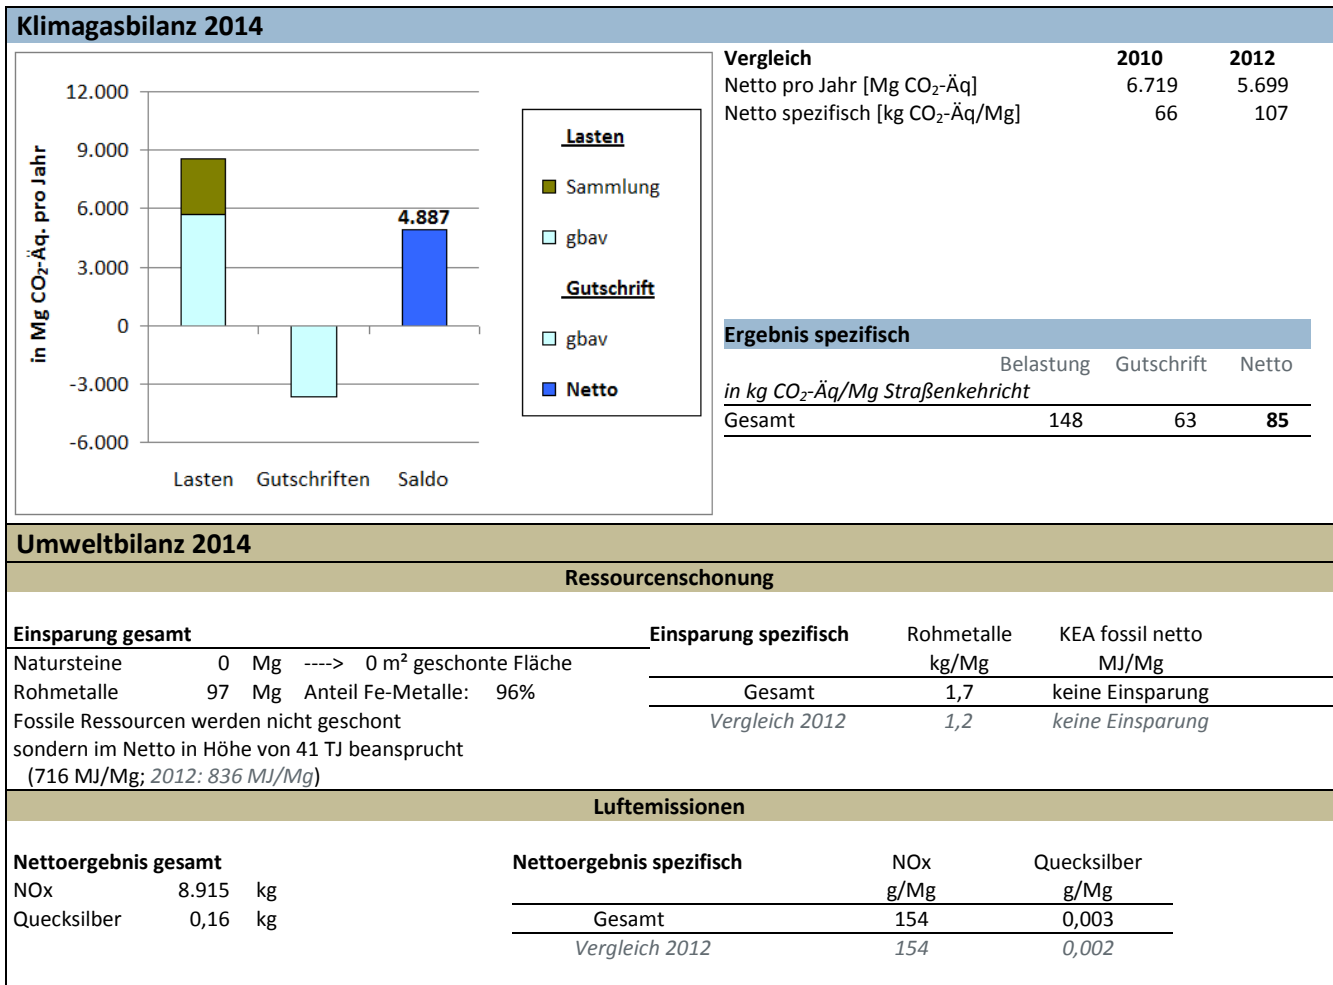 Klimagasbilanz 2014
12.000
9.000
6.000
3.000
0
-3.000
-6.000
in Mg CO₂-Äq. pro Jahr
4.887
Lasten Gutschriften Saldo
Lasten
Sammlung
gbav
Gutschrift
gbav
Netto
Vergleich 2010 2012
Netto pro Jahr [Mg CO₂-Äq] 6.719 5.699
Netto spezifisch [kg CO₂-Äq/Mg] 66 107
Ergebnis spezifisch
Belastung Gutschrift Netto
in kg CO₂-Äq/Mg Straßenkehricht
Gesamt 148 63 85
Umweltbilanz 2014
Ressourcenschonung
Einsparung gesamt
Natursteine 0 Mg ----> 0 m² geschonte Fläche
Rohmetalle 97 Mg Anteil Fe-Metalle: 96%
Fossile Ressourcen werden nicht geschont
sondern im Netto in Höhe von 41 TJ beansprucht
(716 MJ/Mg; 2012: 836 MJ/Mg)
Einsparung spezifisch Rohmetalle KEA fossil netto
kg/Mg MJ/Mg
Gesamt 1,7 keine Einsparung
Vergleich 2012 1,2 keine Einsparung
Luftemissionen
Nettoergebnis gesamt
NOx 8.915 kg
Quecksilber 0,16 kg
Nettoergebnis spezifisch NOx Quecksilber
g/Mg g/Mg
Gesamt 154 0,003
Vergleich 2012 154 0,002